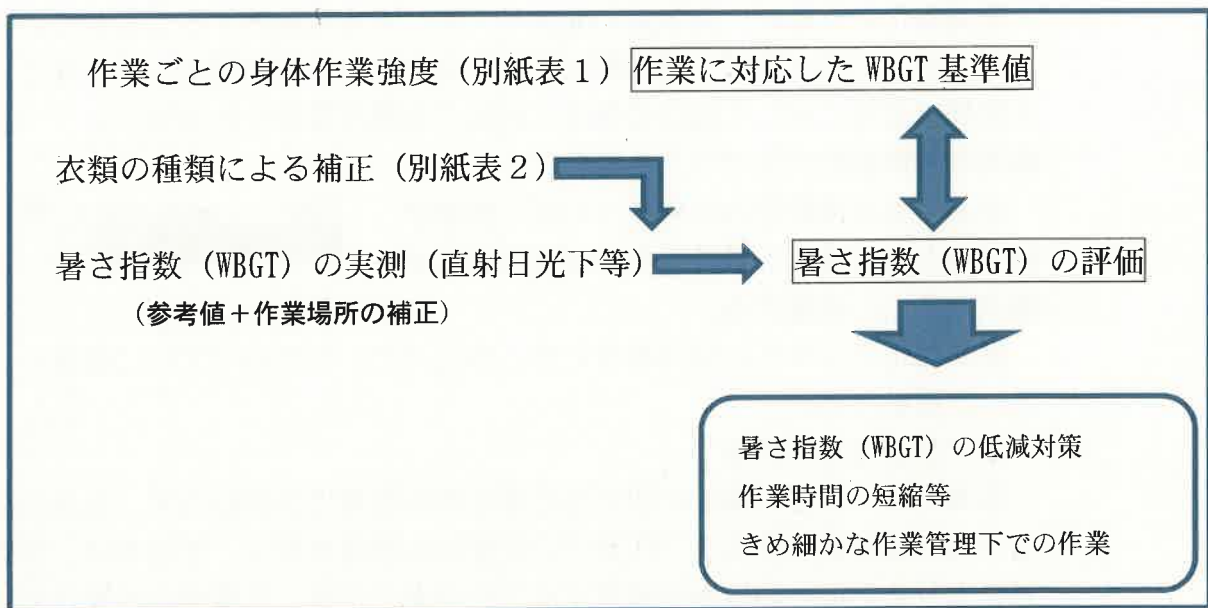 作業ごとの身体作業強度（別紙表１）作業に対応した WBGT 基準値
衣類の種類による補正（別紙表２）
暑さ指数（WBGT）の実測（直射日光下等）
暑さ指数（WBGT）の評価
（参考値＋作業場所の補正）
暑さ指数（WBGT）の低減対策
作業時間の短縮等
きめ細かな作業管理下での作業